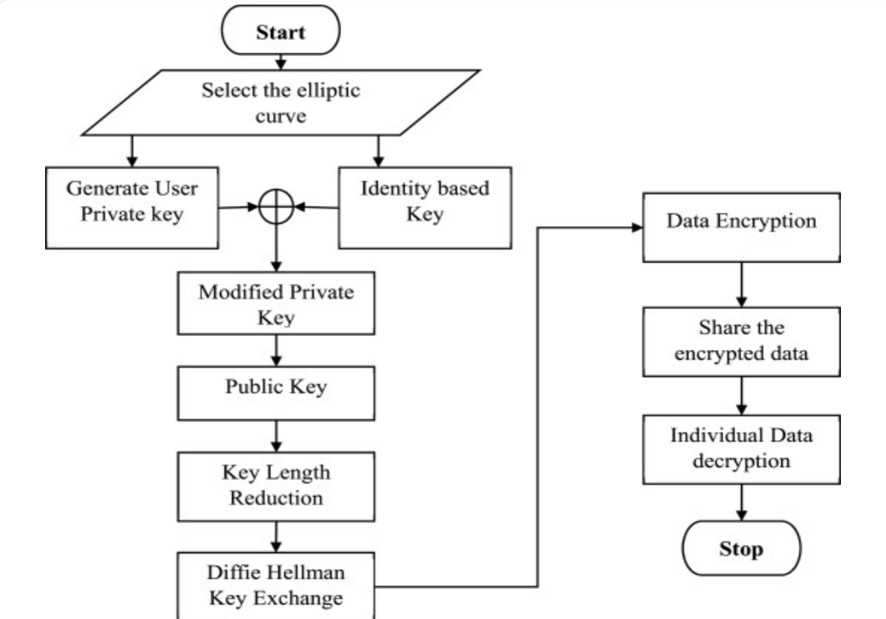 Start
Select the elliptic
curve
Generate User
Private key
Identity based
Key
Modified Private
Key
Public Key
Key Length
Reduction
Diffie Hellman
Key Exchange
Data Encryption
Share the
encrypted data
Individual Data
decryption
Stop